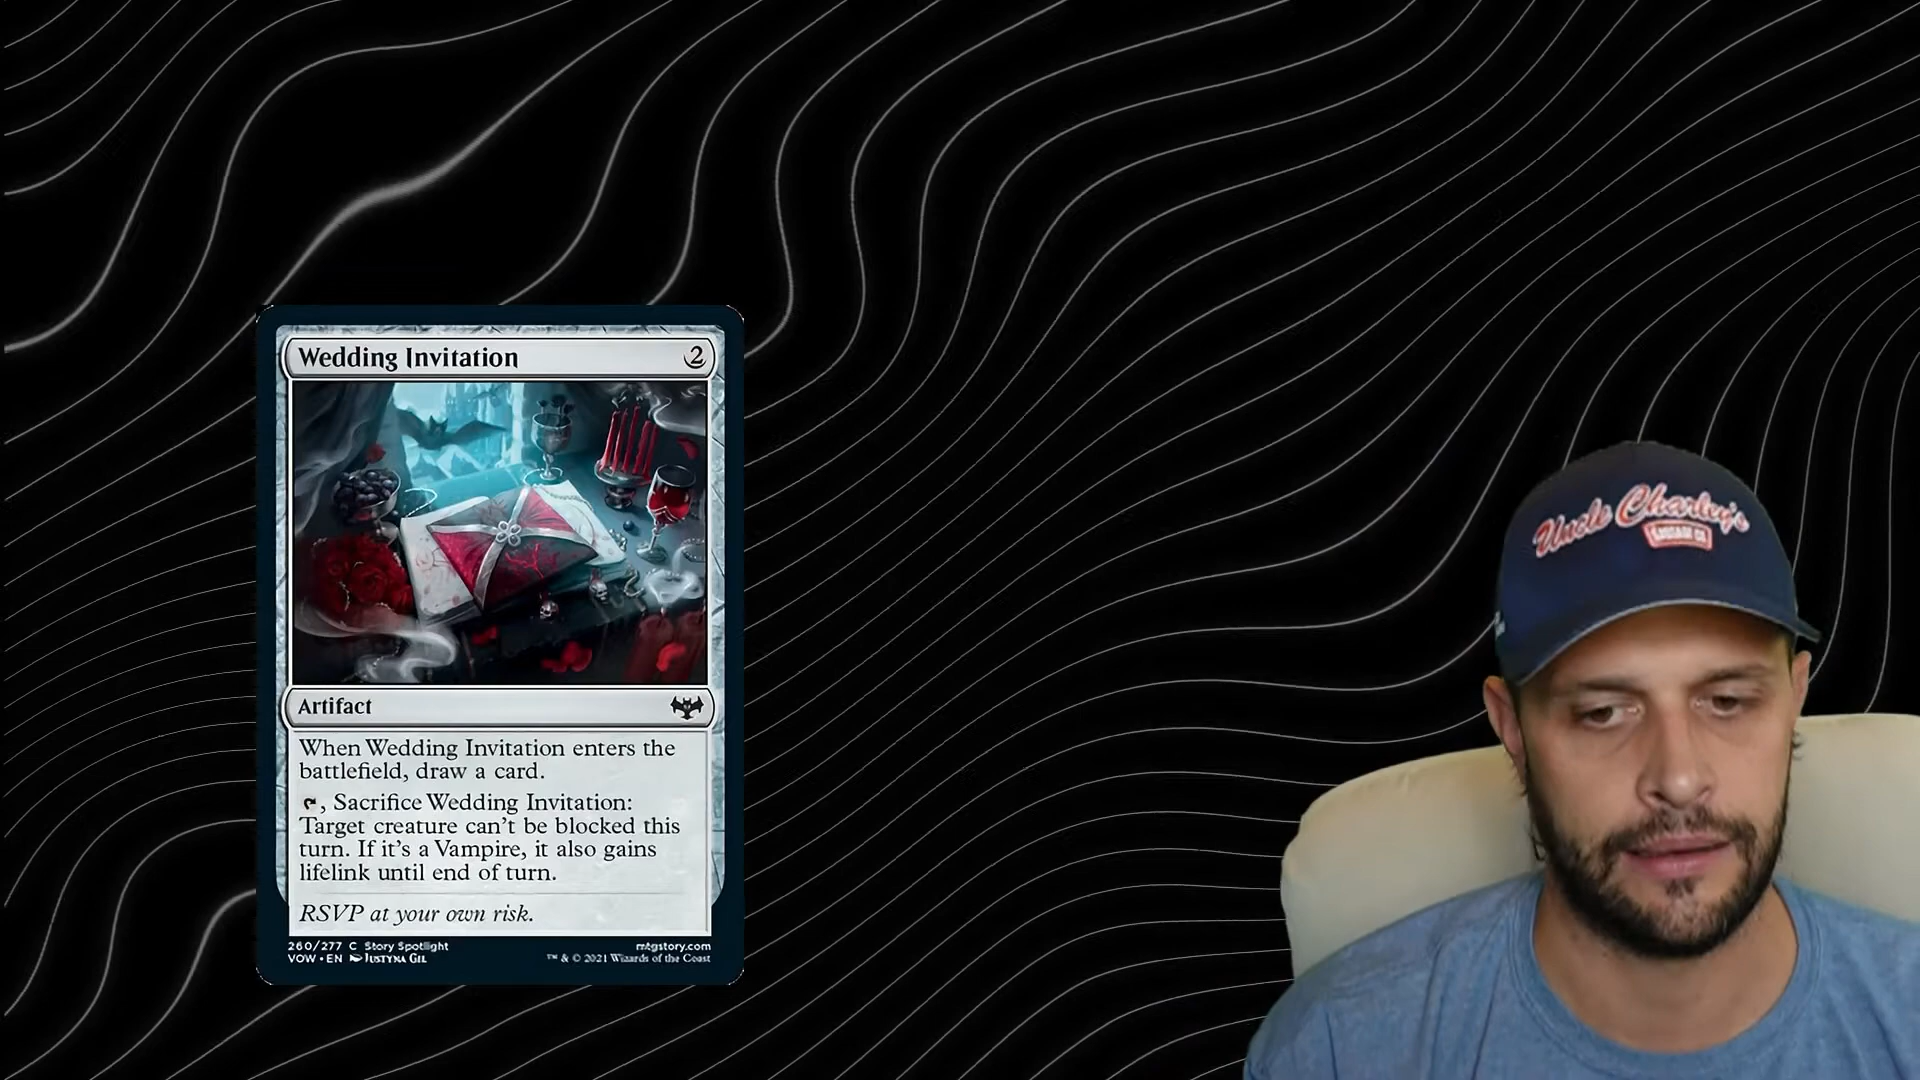 Wedding Invitation 2
Artifact
When Wedding Invitation enters the
battlefield, draw a card.
, Sacrifice Wedding Invitation:
Target creature can't be blocked this
turn. If it's a Vampire, it also gains
lifelink until end of turn.
RSVP at your own risk.
260/277 C Story Spotlight
mtgstory.com
VOW • EN Justyna Gil
™ & © 2021 Wizards of the Coast
Uncle Charley's